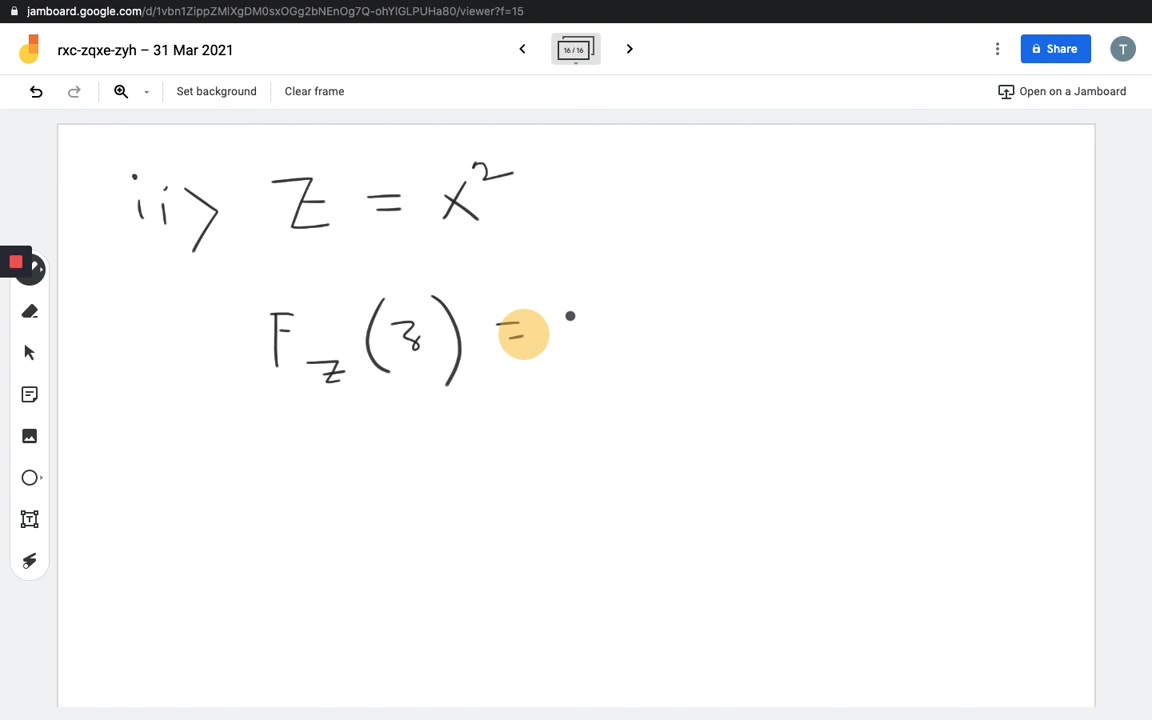 jamboard.google.com/d/1vbn1ZippZMlXgDM0sxOGg2bNEnOg7Q-ohYlGLPUHa80/viewer?f=15
rxc-zqxe-zyh – 31 Mar 2021
16 / 16
Share
T
Set background
Clear frame
Open on a Jamboard
ii> Z = x²
F_Z (z) =